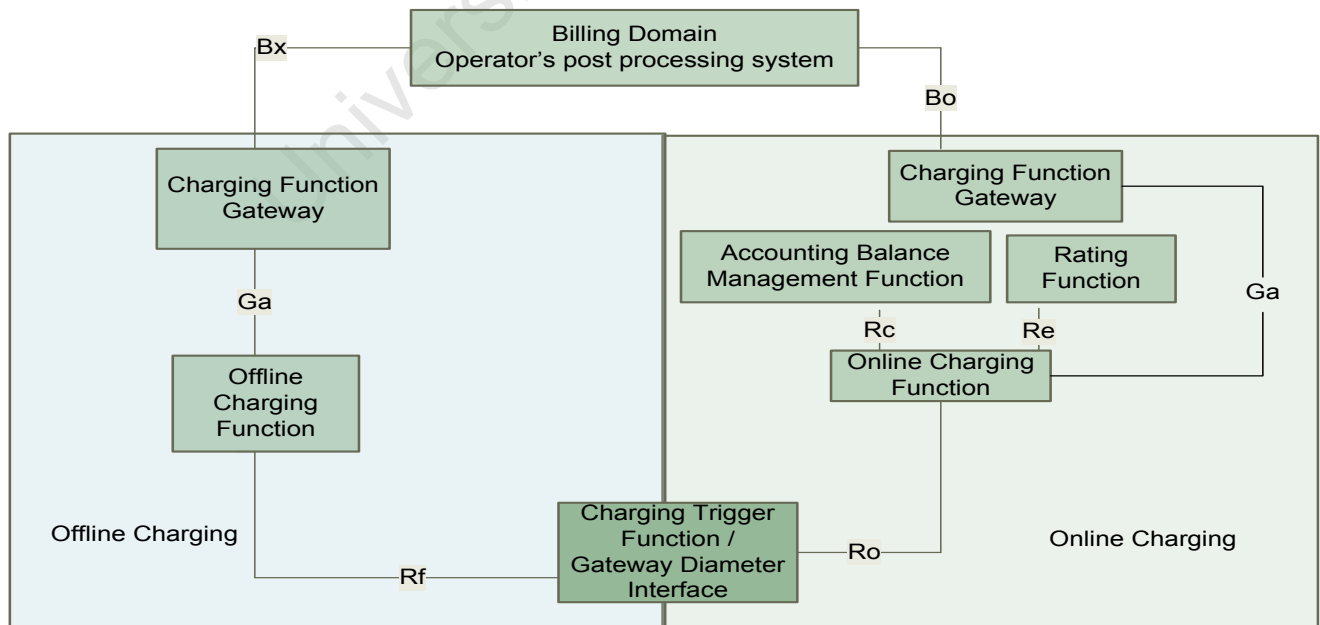 Billing Domain
Operator's post processing system
Bx
Bo
Charging Function
Gateway
Charging Function
Gateway
Accounting Balance
Management Function
Rating
Function
Ga
Ga
Rc
Re
Offline
Charging
Function
Online Charging
Function
Charging Trigger
Function /
Gateway Diameter
Interface
Offline Charging
Online Charging
Ro
Rf